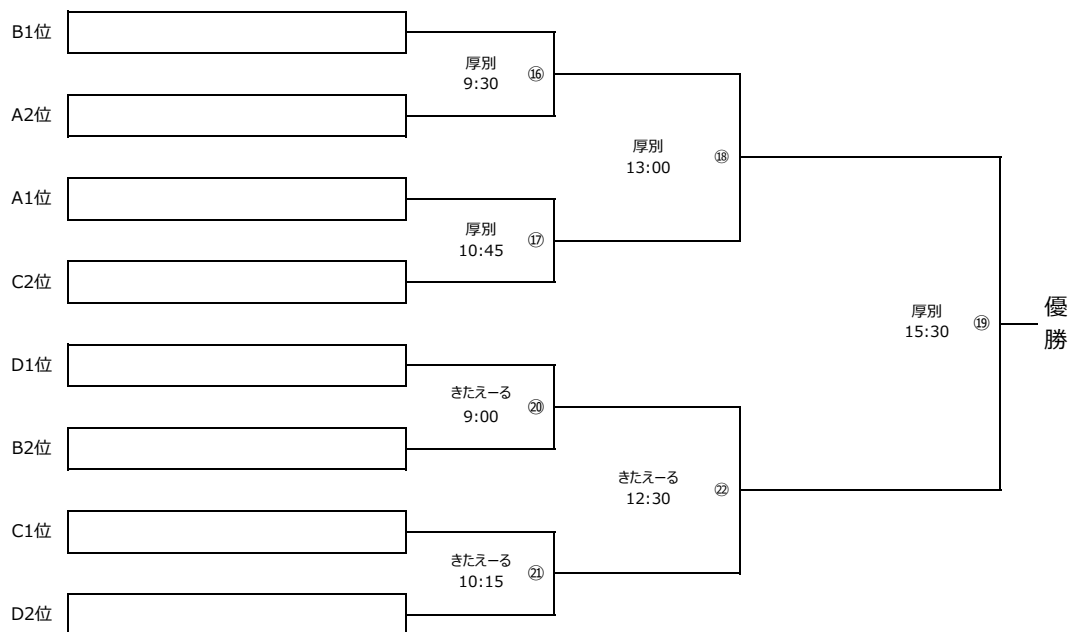 B1位
厚別
9:30 ⑯
A2位
厚別
13:00 ⑱
A1位
厚別
10:45 ⑰
C2位
厚別
15:30 ⑲
優
勝
D1位
きたえーる
9:00 ⑳
B2位
きたえーる
12:30 ㉒
C1位
きたえーる
10:15 ㉑
D2位